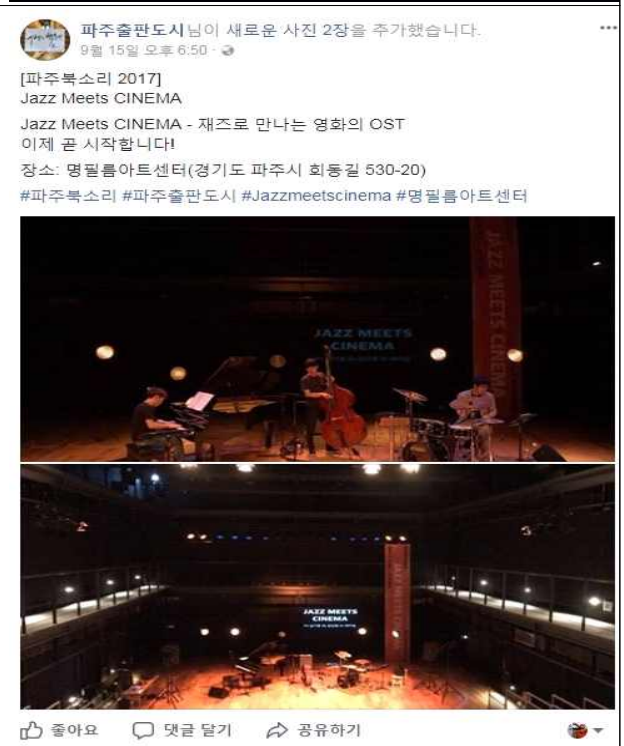 파주출판도시님이 새로운 사진 2장을 추가했습니다.
9월 15일 오후 6:50 ·
[파주북소리 2017]
Jazz Meets CINEMA
Jazz Meets CINEMA - 재즈로 만나는 영화의 OST
이제 곧 시작합니다!
장소: 명필름아트센터(경기도 파주시 회동길 530-20)
#파주북소리 #파주출판도시 #Jazzmeetscinema #명필름아트센터
JAZZ MEETS
CINEMA
JAZZ MEETS CINEMA
JAZZ MEETS
CINEMA
JAZZ MEETS CINEMA
좋아요 댓글 달기 공유하기